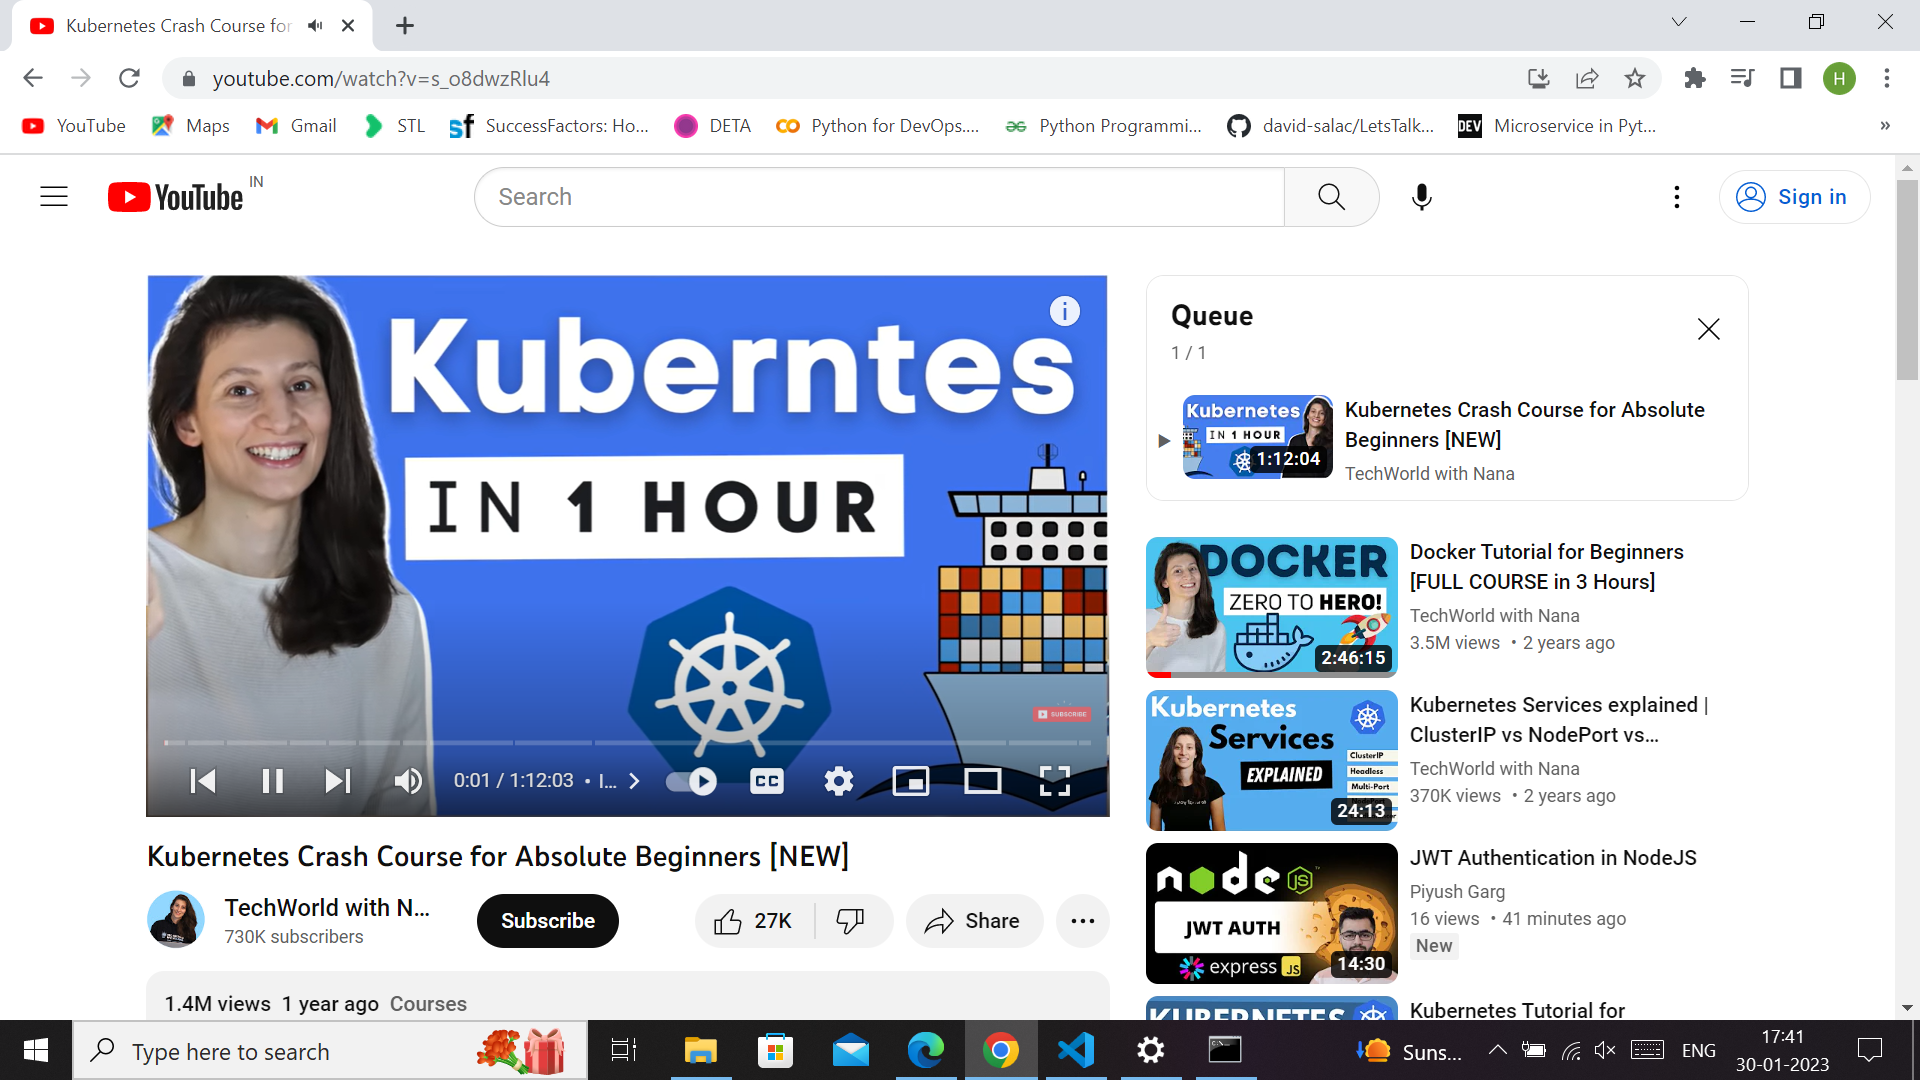 Kubernetes Crash Course for
youtube.com/watch?v=s_o8dwzRlu4
H
YouTube
Maps
Gmail
STL
SuccessFactors: Ho...
DETA
Python for DevOps....
Python Programmi...
david-salac/LetsTalk...
DEV
Microservice in Pyt...
»
YouTube IN
Search
Sign in
Kuberntes
IN 1 HOUR
SUBSCRIBE
0:01 / 1:12:03 • I...
CC
Kubernetes Crash Course for Absolute Beginners [NEW]
TechWorld with N...
730K subscribers
Subscribe
27K
Share
1.4M views 1 year ago Courses
Queue
1 / 1
Kuberntes
IN 1 HOUR
1:12:04
Kubernetes Crash Course for Absolute
Beginners [NEW]
TechWorld with Nana
DOCKER
ZERO TO HERO!
2:46:15
Docker Tutorial for Beginners
[FULL COURSE in 3 Hours]
TechWorld with Nana
3.5M views • 2 years ago
Kubernetes
Services
EXPLAINED
ClusterIP
Headless
Multi-Port
24:13
Kubernetes Services explained |
ClusterIP vs NodePort vs...
TechWorld with Nana
370K views • 2 years ago
node JS
JWT AUTH
express JS
14:30
JWT Authentication in NodeJS
Piyush Garg
16 views • 41 minutes ago
New
KUBERNETES
Kubernetes Tutorial for
Type here to search
Suns...
ENG
17:41
30-01-2023